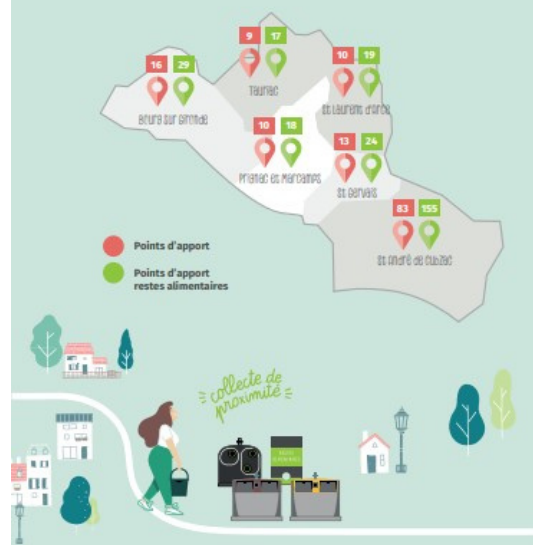 9 17
Tauriac
10 19
St Laurent d'arce
16 29
Bourg sur Gironde
10 18
Prignac et Marcamps
13 24
St Gervais
83 155
St André de Cubzac
Points d'apport
Points d'apport
restes alimentaires
collecte de
proximité